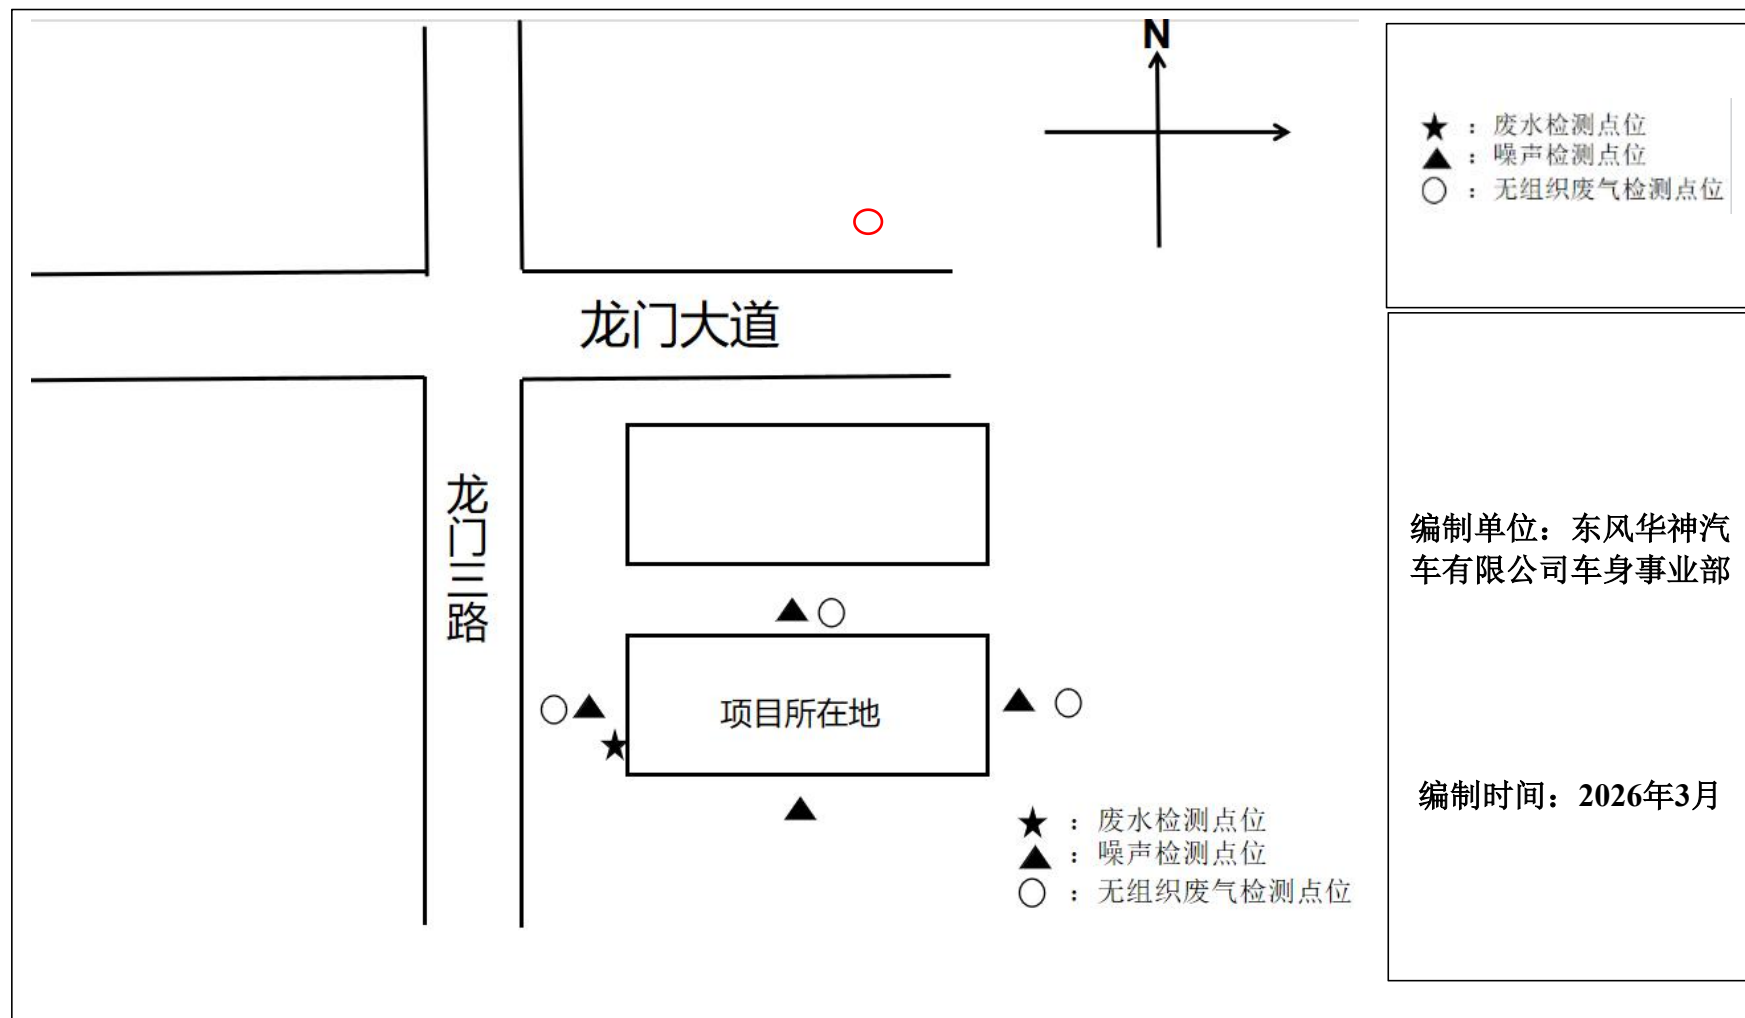 N
★：废水检测点位
▲：噪声检测点位
○：无组织废气检测点位
龙门大道
龙门三路
项目所在地
编制单位：东风华神汽
车有限公司车身事业部
编制时间：2026年3月
★：废水检测点位
▲：噪声检测点位
○：无组织废气检测点位